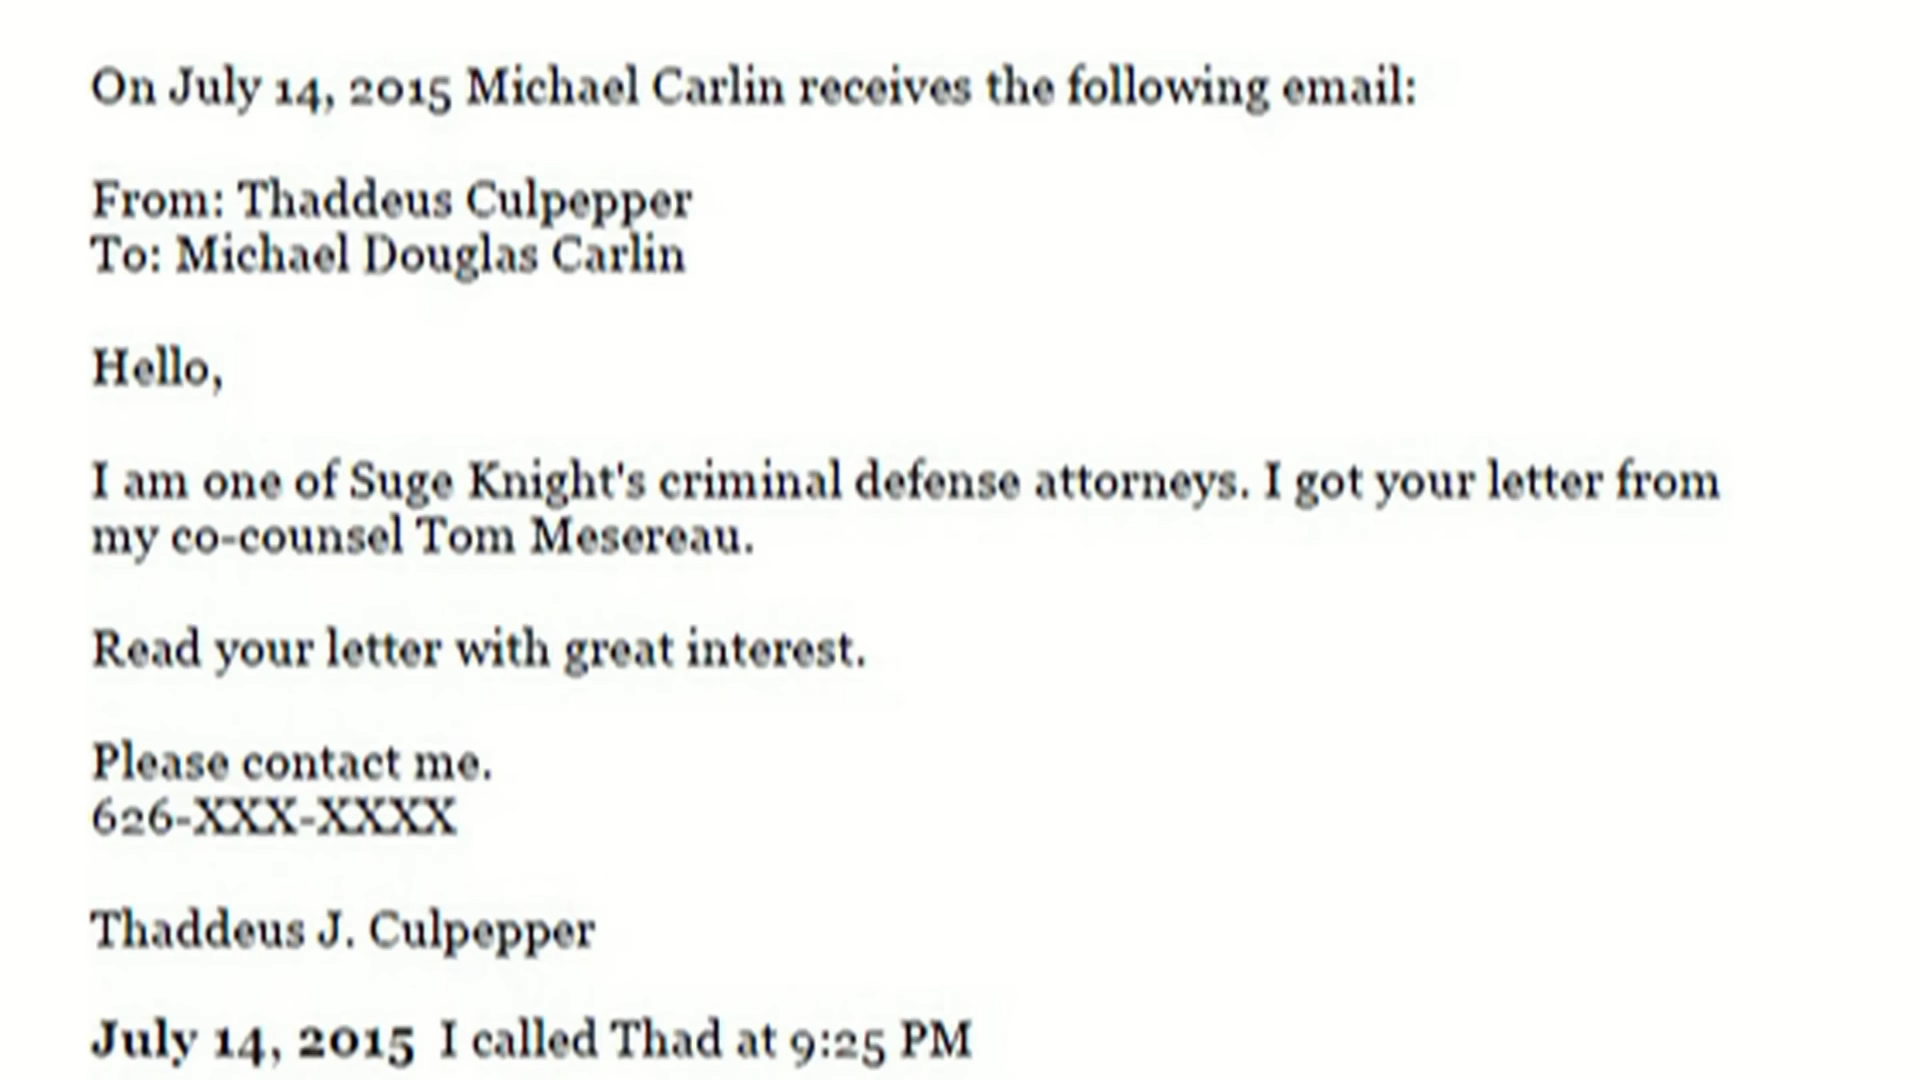 On July 14, 2015 Michael Carlin receives the following email:
From: Thaddeus Culpepper
To: Michael Douglas Carlin
Hello,
I am one of Suge Knight's criminal defense attorneys. I got your letter from
my co-counsel Tom Mesereau.
Read your letter with great interest.
Please contact me.
626-XXX-XXXX
Thaddeus J. Culpepper
July 14, 2015 I called Thad at 9:25 PM